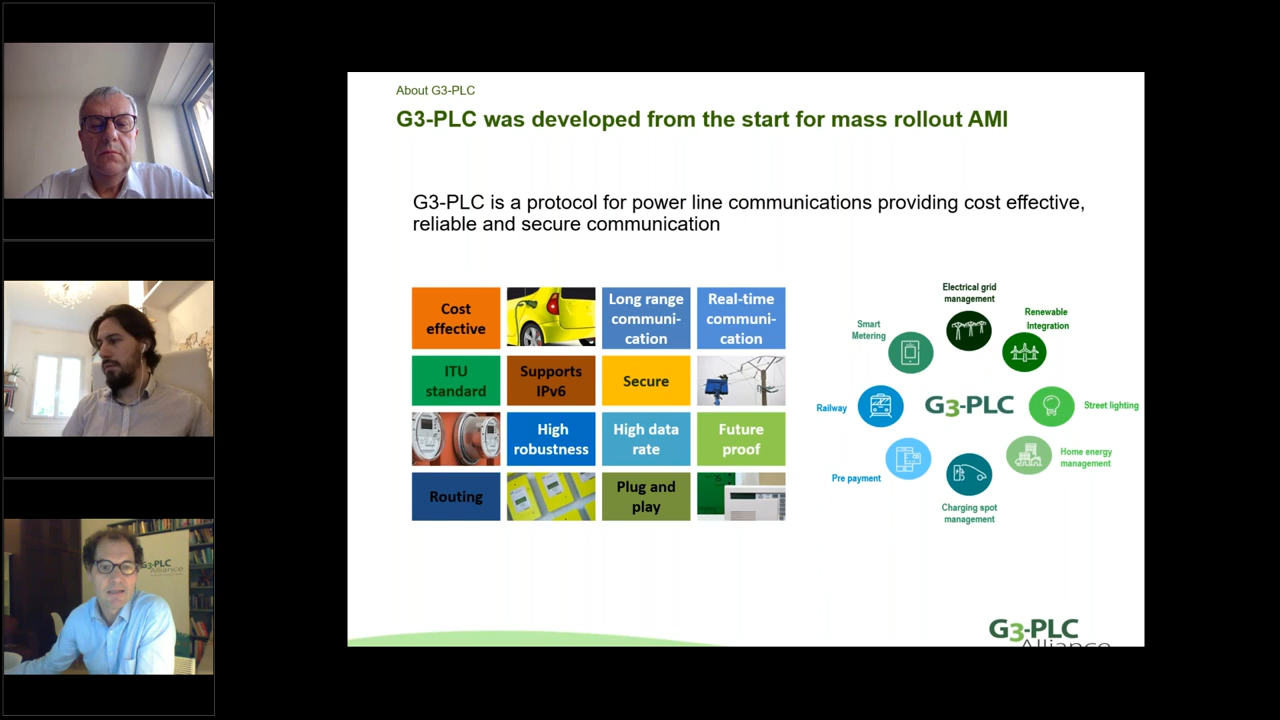 About G3-PLC
G3-PLC was developed from the start for mass rollout AMI
G3-PLC is a protocol for power line communications providing cost effective,
reliable and secure communication
Cost
effective
Long range
communi-
cation
Real-time
communi-
cation
ITU
standard
Supports
IPv6
Secure
High
robustness
High data
rate
Future
proof
Routing
Plug and
play
Electrical grid
management
Renewable
Integration
Smart
Metering
Railway
G3-PLC
Street lighting
Pre payment
Home energy
management
Charging spot
management
G3-PLC
Alliance
G3-PLC
Alliance